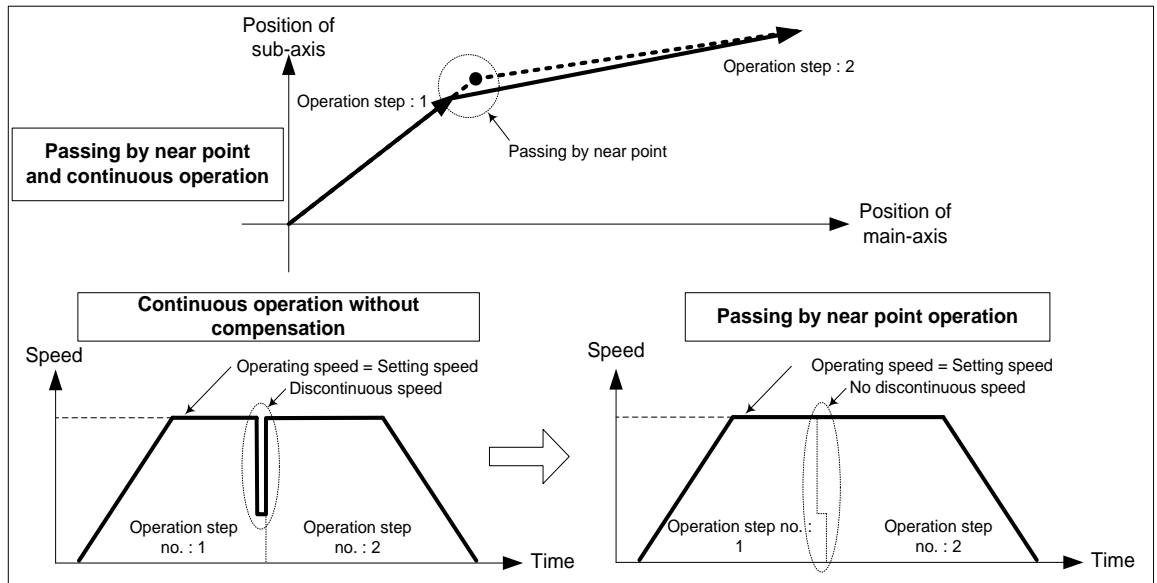 Position of
sub-axis
Operation step : 1
Operation step : 2
Passing by near point
Passing by near point
and continuous operation
Position of
main-axis
Continuous operation without
compensation
Speed
Operating speed = Setting speed
Discontinuous speed
Operation step
no. : 1
Operation step
no. : 2
Time
Passing by near point operation
Speed
Operating speed = Setting speed
No discontinuous speed
Operation step no. :
1
Operation step
no. : 2
Time